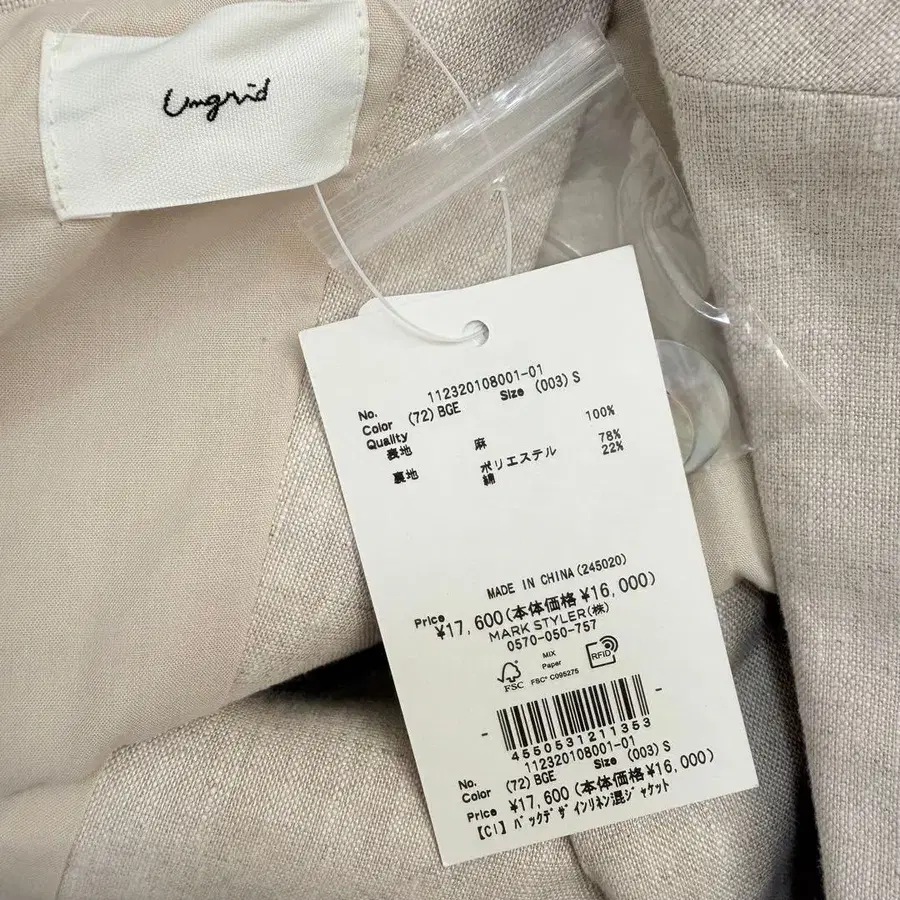 Ungrid
No. 112320108001-01
Color (72) BGE Size (003) S
Quality
表地 麻 100%
裏地 ポリエステル 78%
綿 22%
MADE IN CHINA (245020)
Price ¥17,600(本体価格 ¥16,000)
MARK STYLER(株)
0570-050-757
FSC MIX Paper FSC® C095275 RFID
4550531211353
No. 112320108001-01
Color (72) BGE Size (003) S
Price ¥17,600 (本体価格 ¥16,000)
【CI】ﾊﾞｯｸﾃﾞｻﾞｲﾝﾘﾈﾝ混ｼﾞｬｹｯﾄ